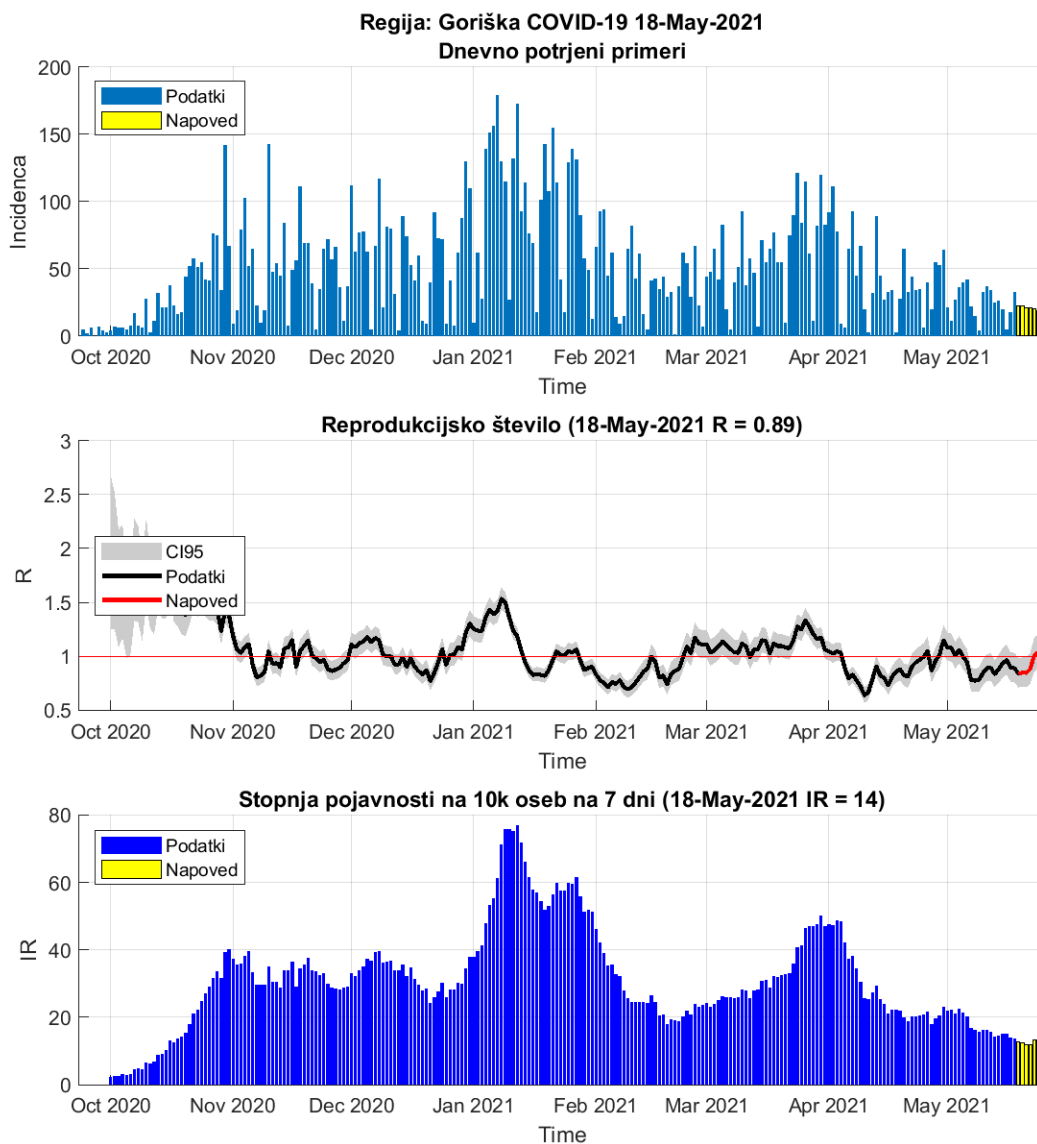 Regija: Goriška COVID-19 18-May-2021
Dnevno potrjeni primeri
200
150
100
50
0
Incidenca
Podatki
Napoved
Oct 2020 Nov 2020 Dec 2020 Jan 2021 Feb 2021 Mar 2021 Apr 2021 May 2021
Time
Reprodukcijsko število (18-May-2021 R = 0.89)
3
2.5
2
1.5
1
0.5
R
CI95
Podatki
Napoved
Oct 2020 Nov 2020 Dec 2020 Jan 2021 Feb 2021 Mar 2021 Apr 2021 May 2021
Time
Stopnja pojavnosti na 10k oseb na 7 dni (18-May-2021 IR = 14)
80
60
40
20
0
IR
Podatki
Napoved
Oct 2020 Nov 2020 Dec 2020 Jan 2021 Feb 2021 Mar 2021 Apr 2021 May 2021
Time